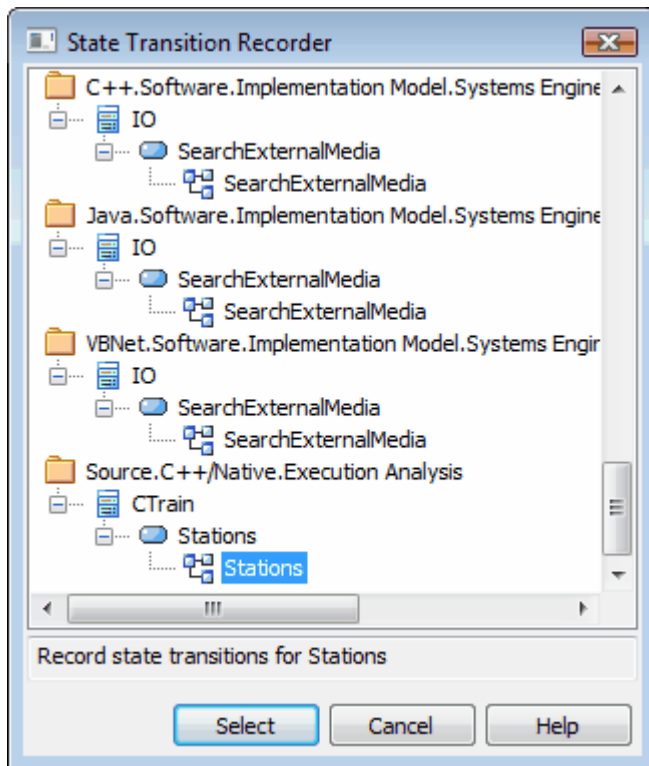 State Transition Recorder
C++.Software.Implementation Model.Systems Engine
IO
SearchExternalMedia
SearchExternalMedia
Java.Software.Implementation Model.Systems Engine
IO
SearchExternalMedia
SearchExternalMedia
VBNet.Software.Implementation Model.Systems Engir
IO
SearchExternalMedia
SearchExternalMedia
Source.C++/Native.Execution Analysis
CTrain
Stations
Stations
Record state transitions for Stations
Select Cancel Help